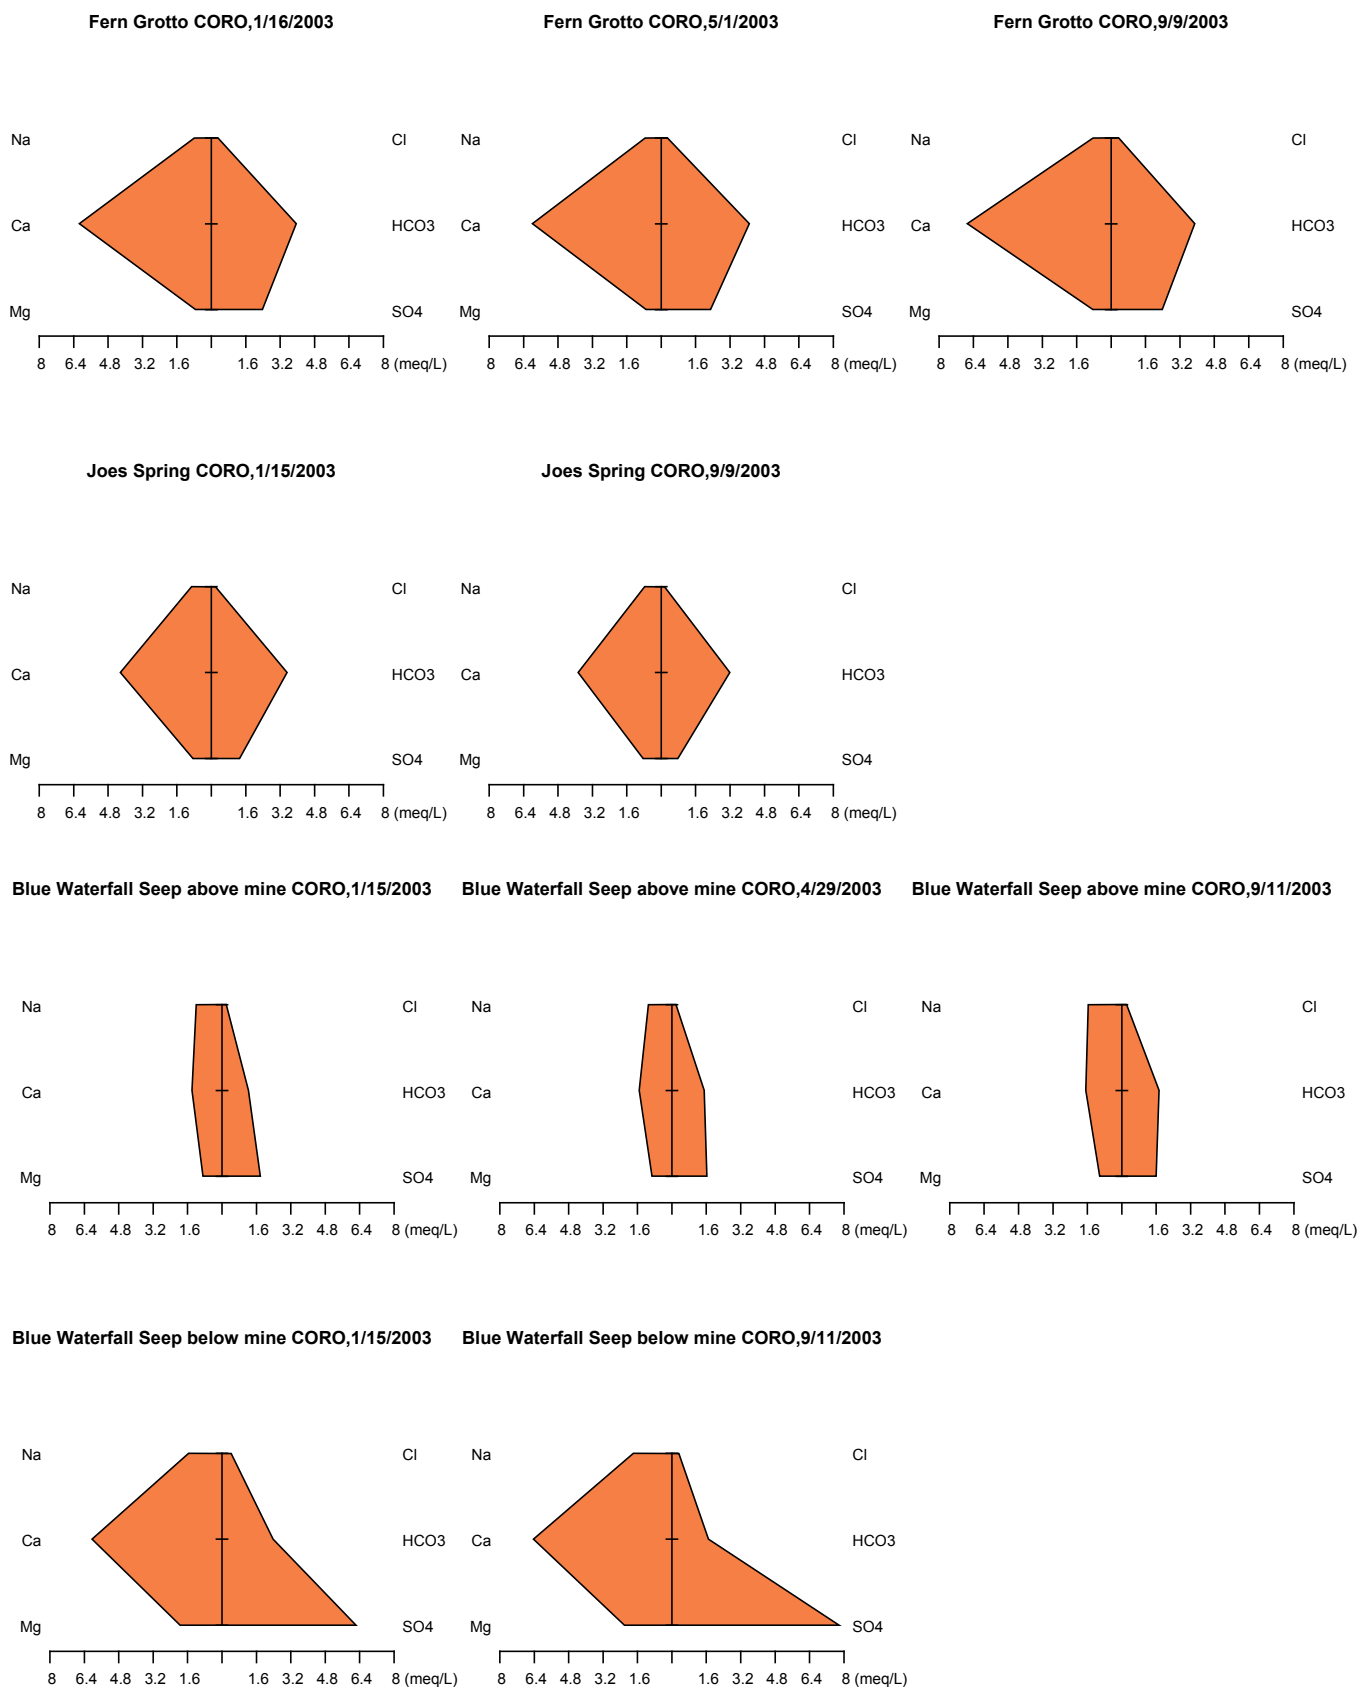 Fern Grotto CORO,1/16/2003 Fern Grotto CORO,5/1/2003 Fern Grotto CORO,9/9/2003
Na Cl Na Cl Na Cl
Ca HCO3 Ca HCO3 Ca HCO3
Mg SO4 Mg SO4 Mg SO4
8 6.4 4.8 3.2 1.6 1.6 3.2 4.8 6.4 8 (meq/L) 8 6.4 4.8 3.2 1.6 1.6 3.2 4.8 6.4 8 (meq/L) 8 6.4 4.8 3.2 1.6 1.6 3.2 4.8 6.4 8 (meq/L)
Joes Spring CORO,1/15/2003 Joes Spring CORO,9/9/2003
Na Cl Na Cl
Ca HCO3 Ca HCO3
Mg SO4 Mg SO4
8 6.4 4.8 3.2 1.6 1.6 3.2 4.8 6.4 8 (meq/L) 8 6.4 4.8 3.2 1.6 1.6 3.2 4.8 6.4 8 (meq/L)
Blue Waterfall Seep above mine CORO,1/15/2003 Blue Waterfall Seep above mine CORO,4/29/2003 Blue Waterfall Seep above mine CORO,9/11/2003
Na Cl Na Cl Na Cl
Ca HCO3 Ca HCO3 Ca HCO3
Mg SO4 Mg SO4 Mg SO4
8 6.4 4.8 3.2 1.6 1.6 3.2 4.8 6.4 8 (meq/L) 8 6.4 4.8 3.2 1.6 1.6 3.2 4.8 6.4 8 (meq/L) 8 6.4 4.8 3.2 1.6 1.6 3.2 4.8 6.4 8 (meq/L)
Blue Waterfall Seep below mine CORO,1/15/2003 Blue Waterfall Seep below mine CORO,9/11/2003
Na Cl Na Cl
Ca HCO3 Ca HCO3
Mg SO4 Mg SO4
8 6.4 4.8 3.2 1.6 1.6 3.2 4.8 6.4 8 (meq/L) 8 6.4 4.8 3.2 1.6 1.6 3.2 4.8 6.4 8 (meq/L)